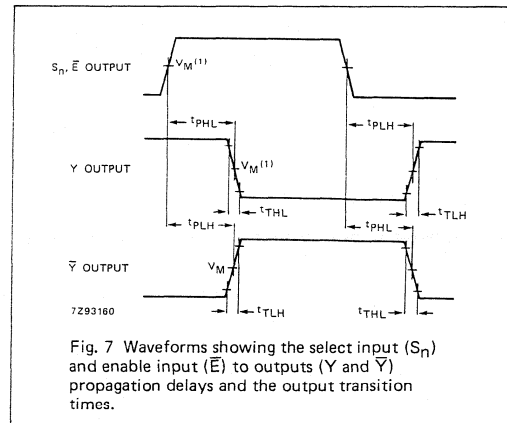 Sn, E̅ OUTPUT
VM(1)
tPHL
tPLH
Y OUTPUT
VM(1)
tTHL
tTLH
tPLH
tPHL
Y̅ OUTPUT
VM
tTLH
tTHL
7Z93160
Fig. 7 Waveforms showing the select input (Sn)
and enable input (E̅) to outputs (Y and Y̅)
propagation delays and the output transition
times.